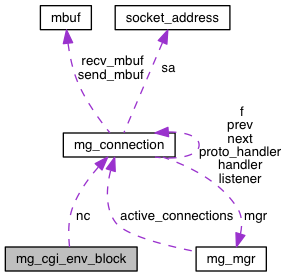 mbuf
socket_address
recv_mbuf
send_mbuf
sa
mg_connection
f
prev
next
proto_handler
handler
listener
nc
active_connections
mgr
mg_cgi_env_block
mg_mgr